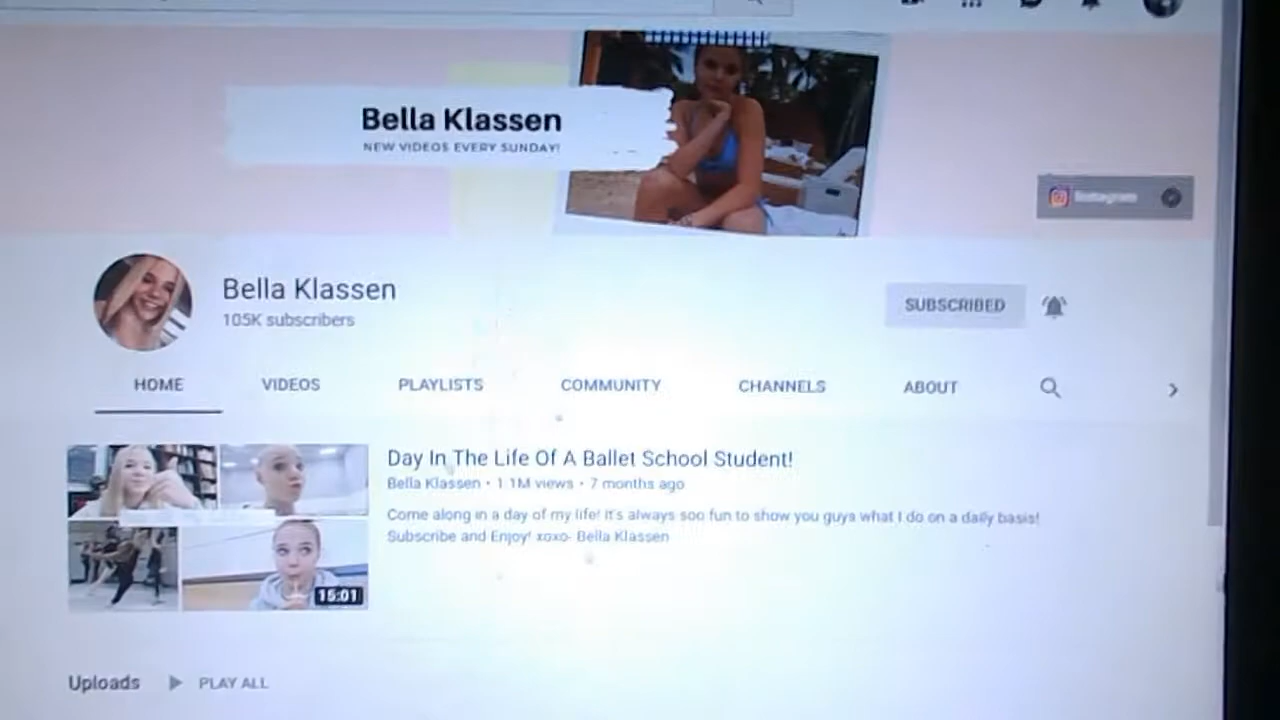 Bella Klassen
NEW VIDEOS EVERY SUNDAY!
Instagram
Bella Klassen
105K subscribers
SUBSCRIBED
HOME VIDEOS PLAYLISTS COMMUNITY CHANNELS ABOUT
Day In The Life Of A Ballet School Student!
Bella Klassen • 1.1M views • 7 months ago
Come along in a day of my life! It's always soo fun to show you guys what I do on a daily basis!
Subscribe and Enjoy! xoxo- Bella Klassen
15:01
Uploads PLAY ALL